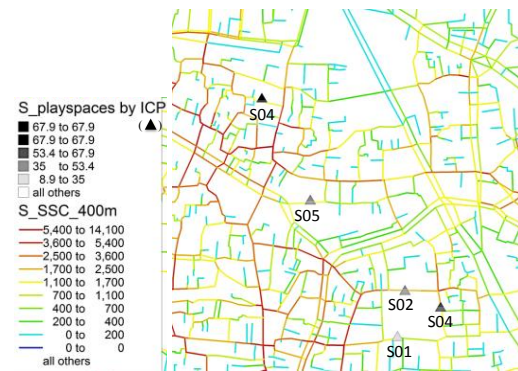 S_playspaces by ICP
(▲)
67.9 to 67.9
67.9 to 67.9
53.4 to 67.9
35 to 53.4
8.9 to 35
all others
S_SSC_400m
5,400 to 14,100
3,600 to 5,400
2,500 to 3,600
1,700 to 2,500
1,100 to 1,700
700 to 1,100
400 to 700
200 to 400
0 to 200
0 to 0
all others
S04
S05
S02
S04
S01